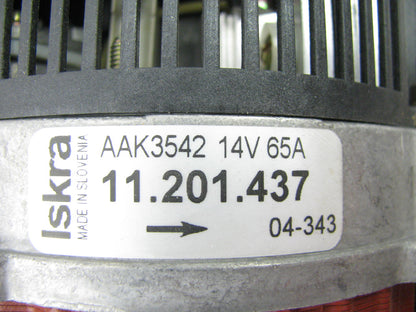 Iskra
MADE IN SLOVENIA
AAK3542 14V 65A
11.201.437
04-343